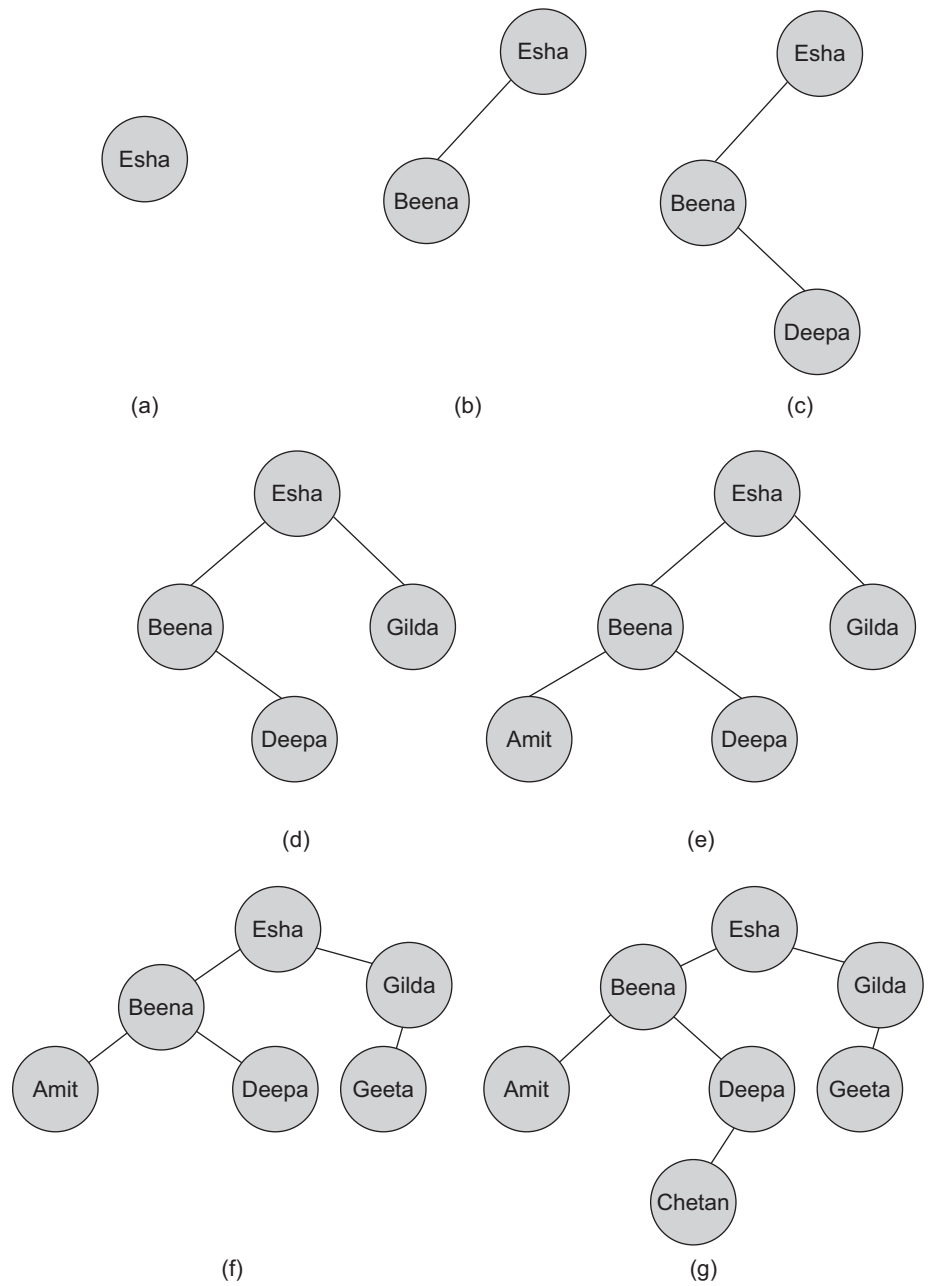 Esha
Esha
Beena
Esha
Beena
Deepa
(a)
(b)
(c)
Esha
Beena
Gilda
Deepa
(d)
Esha
Beena
Gilda
Amit
Deepa
(e)
Esha
Gilda
Beena
Amit
Deepa
Geeta
(f)
Esha
Beena
Gilda
Amit
Deepa
Geeta
Chetan
(g)